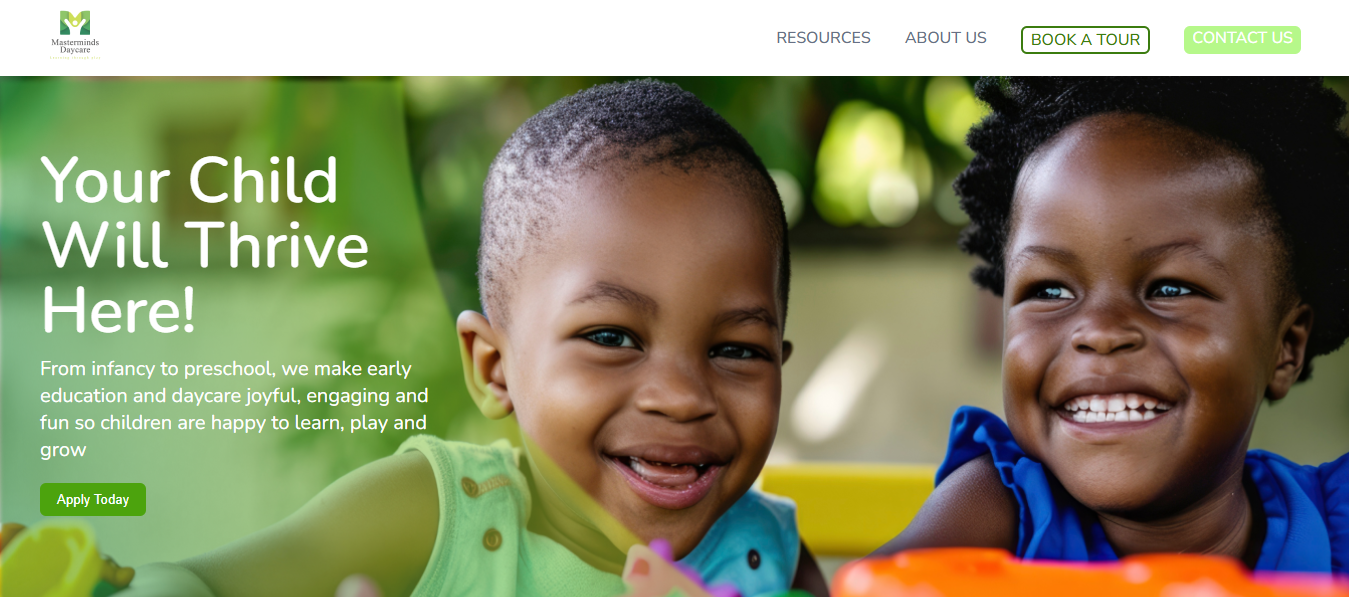 Masterminds
Daycare
RESOURCES
ABOUT US
BOOK A TOUR
CONTACT US
Your Child
Will Thrive
Here!
From infancy to preschool, we make early
education and daycare joyful, engaging and
fun so children are happy to learn, play and
grow
Apply Today